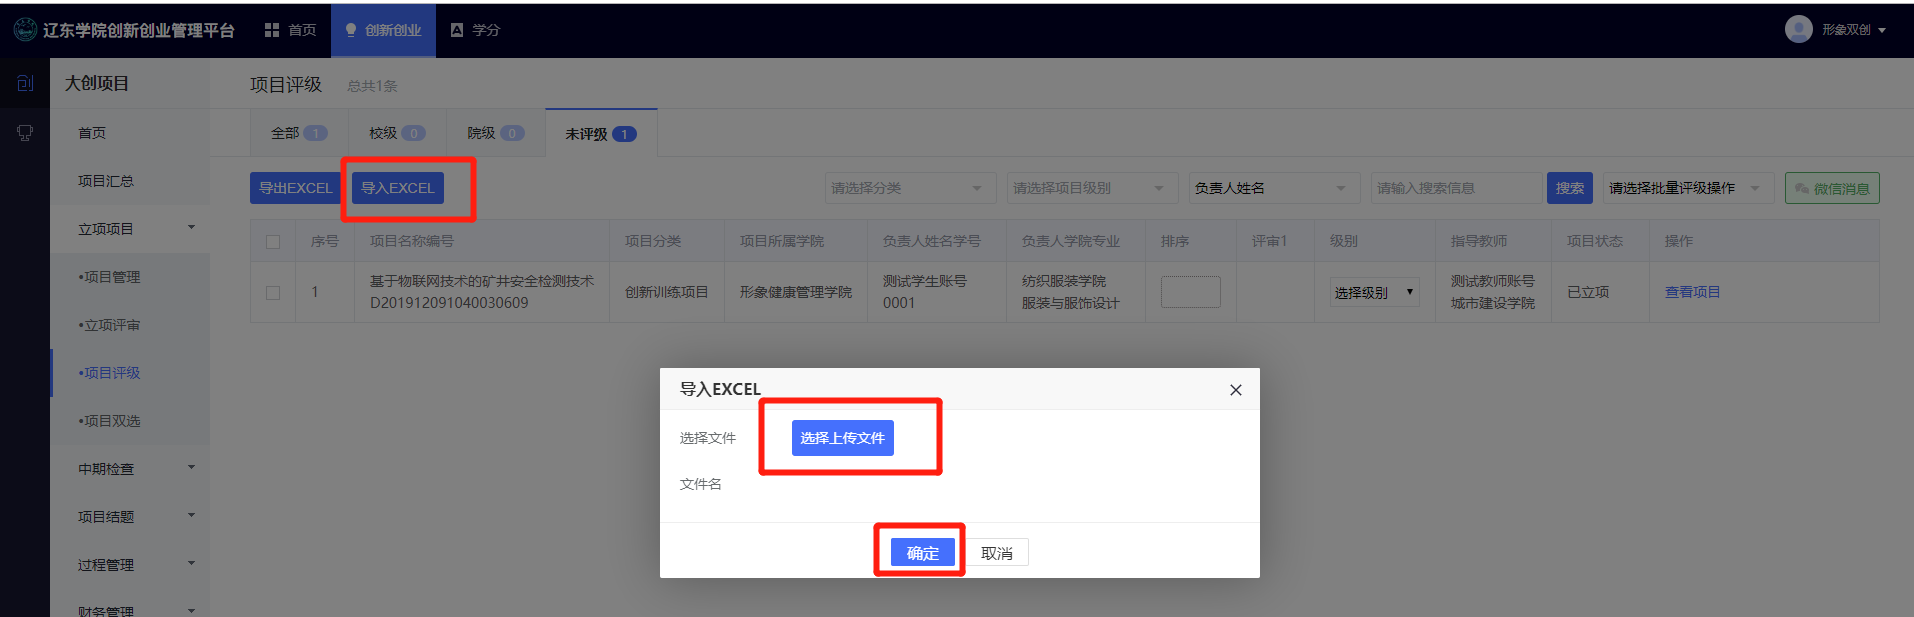 辽东学院创新创业管理平台 首页 创新创业 A 学分 形象双创
大创项目
首页
项目汇总
立项项目
•项目管理
•立项评审
•项目评级
•项目双选
中期检查
项目结题
过程管理
财务管理
项目评级 总共1条
全部 1 校级 0 院级 0 未评级 1
导出EXCEL 导入EXCEL 请选择分类 请选择项目级别 负责人姓名 请输入搜索信息 搜索 请选择批量评级操作 微信消息
序号 项目名称编号 项目分类 项目所属学院 负责人姓名学号 负责人学院专业 排序 评审1 级别 指导教师 项目状态 操作
1 基于物联网技术的矿井安全检测技术 D201912091040030609 创新训练项目 形象健康管理学院 测试学生账号 0001 纺织服装学院 服装与服饰设计 选择级别 测试教师账号 城市建设学院 已立项 查看项目
导入EXCEL
选择文件 选择上传文件
文件名
确定 取消